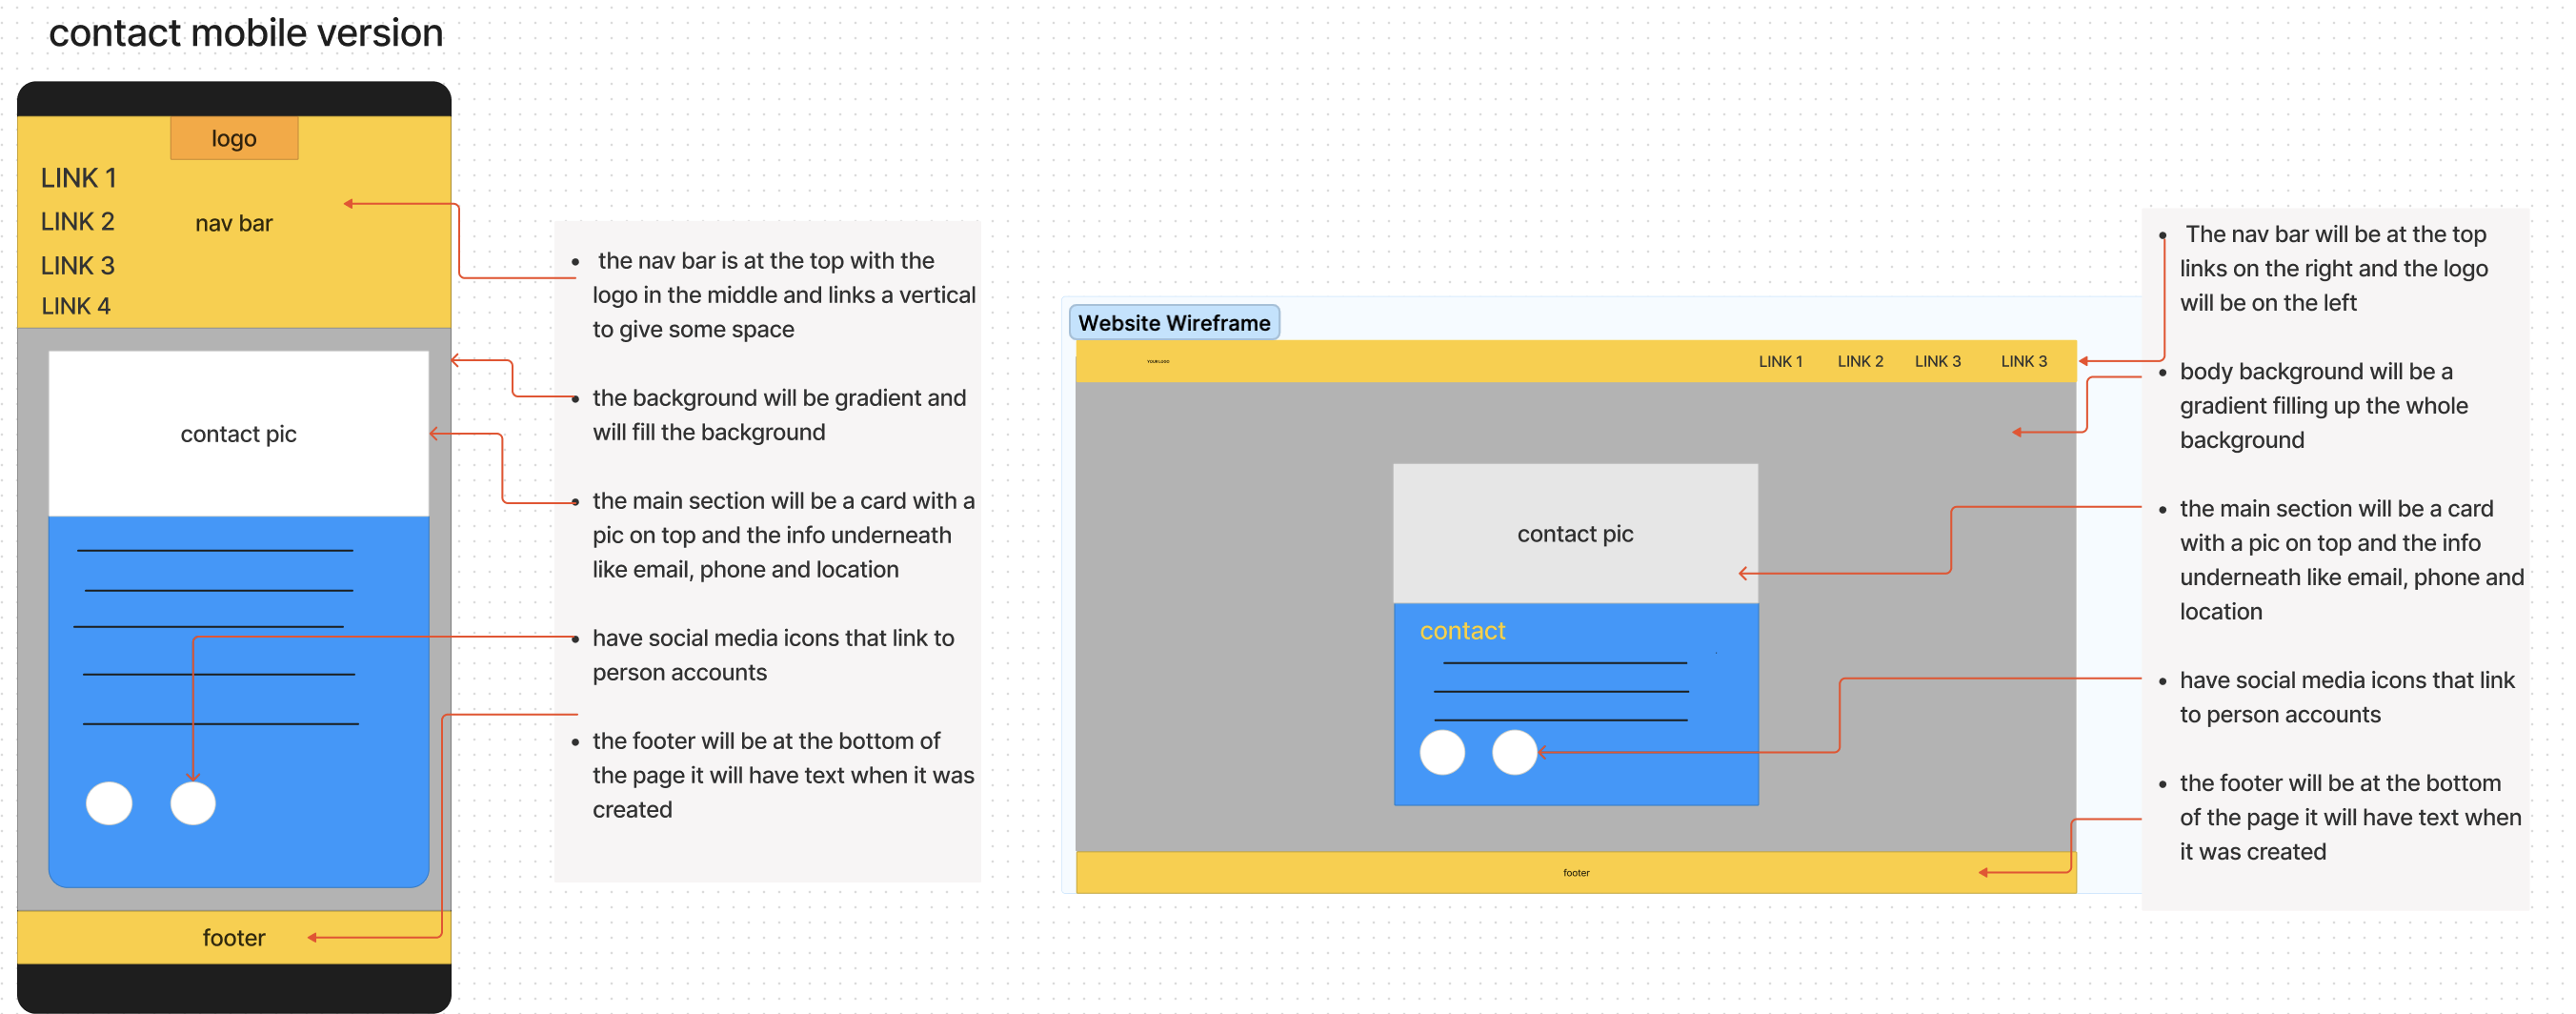 contact mobile version
logo
LINK 1
LINK 2
nav bar
LINK 3
LINK 4
contact pic
footer
• the nav bar is at the top with the
logo in the middle and links a vertical
to give some space
• the background will be gradient and
will fill the background
• the main section will be a card with a
pic on top and the info underneath
like email, phone and location
• have social media icons that link to
person accounts
• the footer will be at the bottom of
the page it will have text when it was
created
Website Wireframe
YOUR LOGO
LINK 1
LINK 2
LINK 3
LINK 3
contact pic
contact
footer
• The nav bar will be at the top
links on the right and the logo
will be on the left
• body background will be a
gradient filling up the whole
background
• the main section will be a card
with a pic on top and the info
underneath like email, phone and
location
• have social media icons that link
to person accounts
• the footer will be at the bottom
of the page it will have text when
it was created